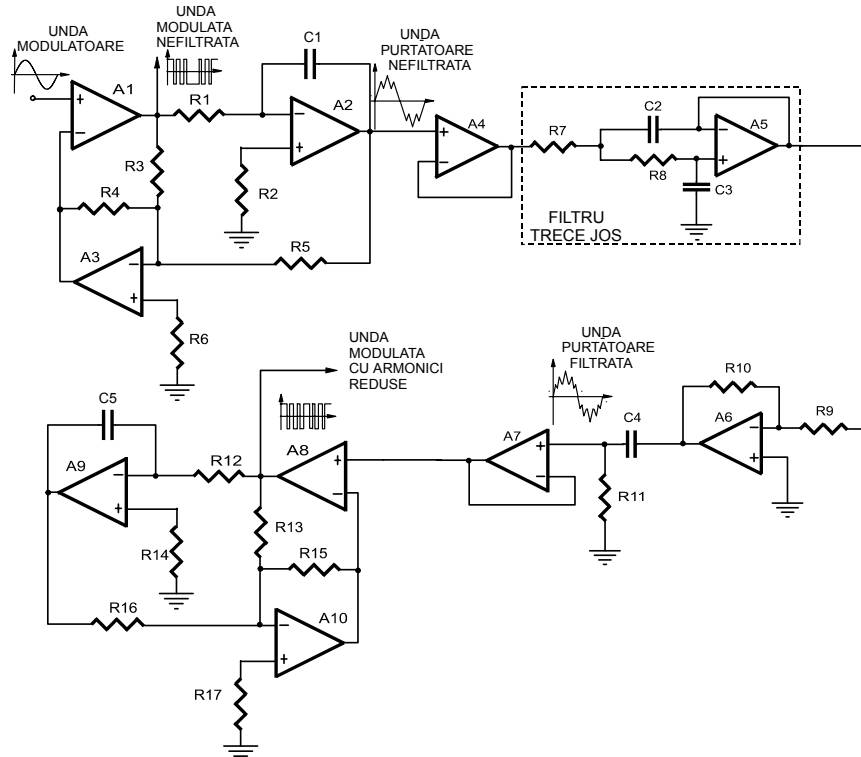 UNDA
MODULATOARE
UNDA
MODULATA
NEFILTRATA
UNDA
PURTATOARE
NEFILTRATA
C1
A1
R1
A2
A4
R7
C2
A5
R3
R8
C3
R4
R2
FILTRU
TRECE JOS
A3
R5
R6
UNDA
MODULATA
CU ARMONICI
REDUSE
UNDA
PURTATOARE
FILTRATA
R10
C5
C4
A6
R9
A9
R12
A8
A7
R11
R13
R14
R15
R16
A10
R17